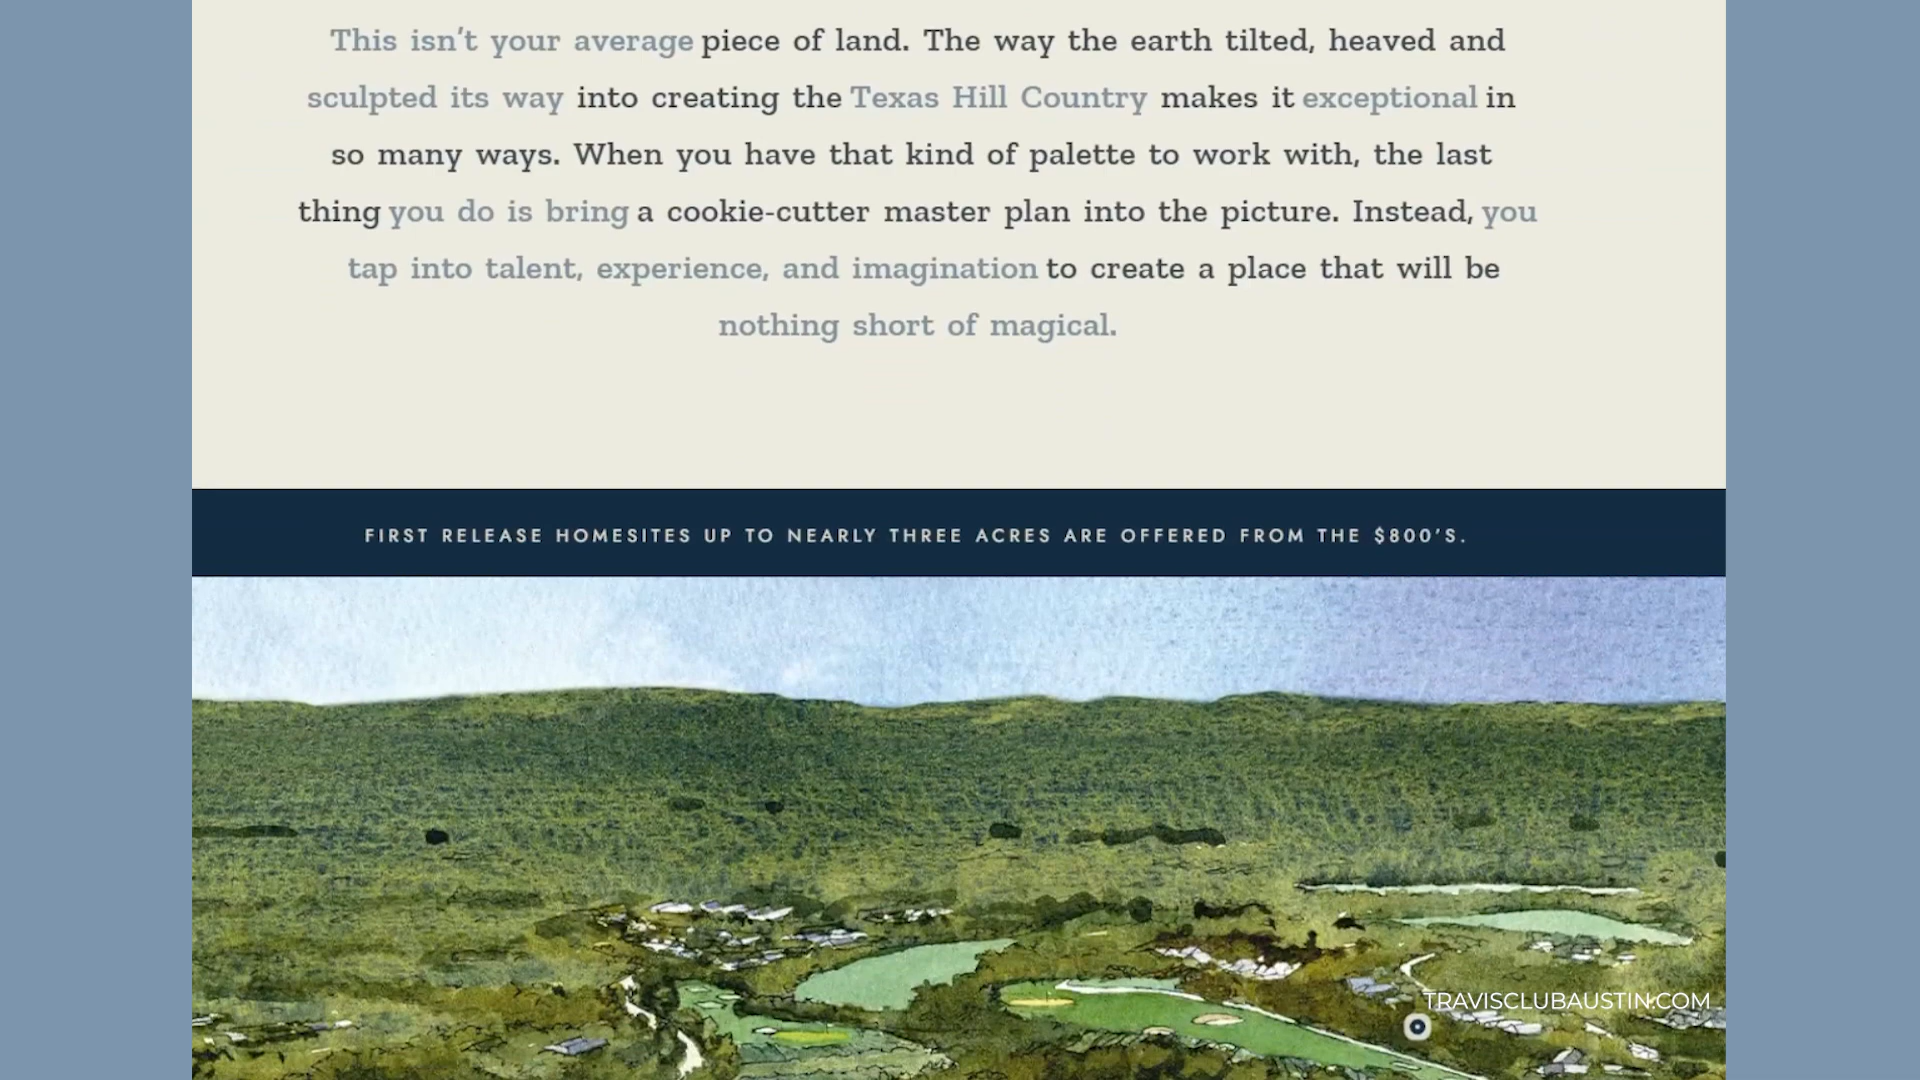 This isn't your average piece of land. The way the earth tilted, heaved and
sculpted its way into creating the Texas Hill Country makes it exceptional in
so many ways. When you have that kind of palette to work with, the last
thing you do is bring a cookie-cutter master plan into the picture. Instead, you
tap into talent, experience, and imagination to create a place that will be
nothing short of magical.
FIRST RELEASE HOMESITES UP TO NEARLY THREE ACRES ARE OFFERED FROM THE $800'S.
TRAVISCLUBAUSTIN.COM